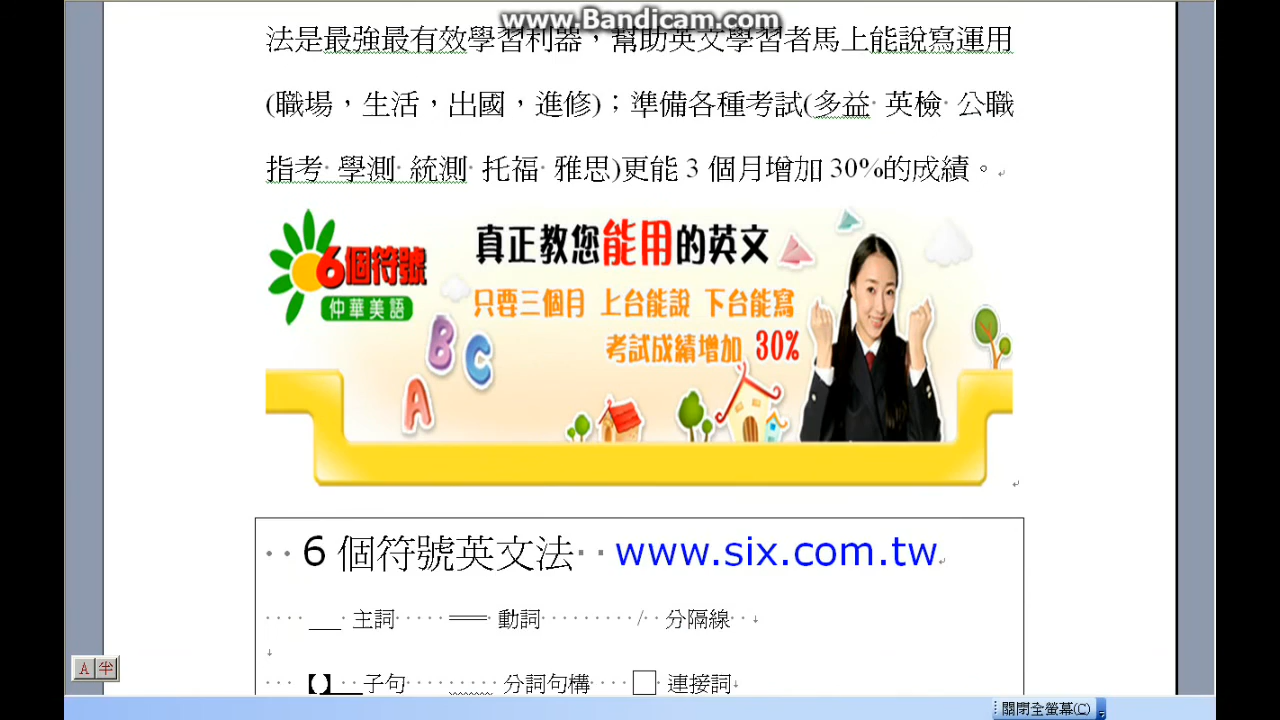 www.Bandicam.com
法是最強最有效學習利器，幫助英文學習者馬上能說寫運用
(職場，生活，出國，進修)；準備各種考試(多益 英檢 公職
指考 學測 統測 托福 雅思)更能 3 個月增加 30%的成績。
6個符號
仲華美語
真正教您能用的英文
只要三個月 上台能說 下台能寫
考試成績增加 30%
A B C
6 個符號英文法 www.six.com.tw
___ 主詞 ═══ 動詞 / 分隔線
【】 子句 分詞句構 □ 連接詞
A 半
關閉全螢幕(C)